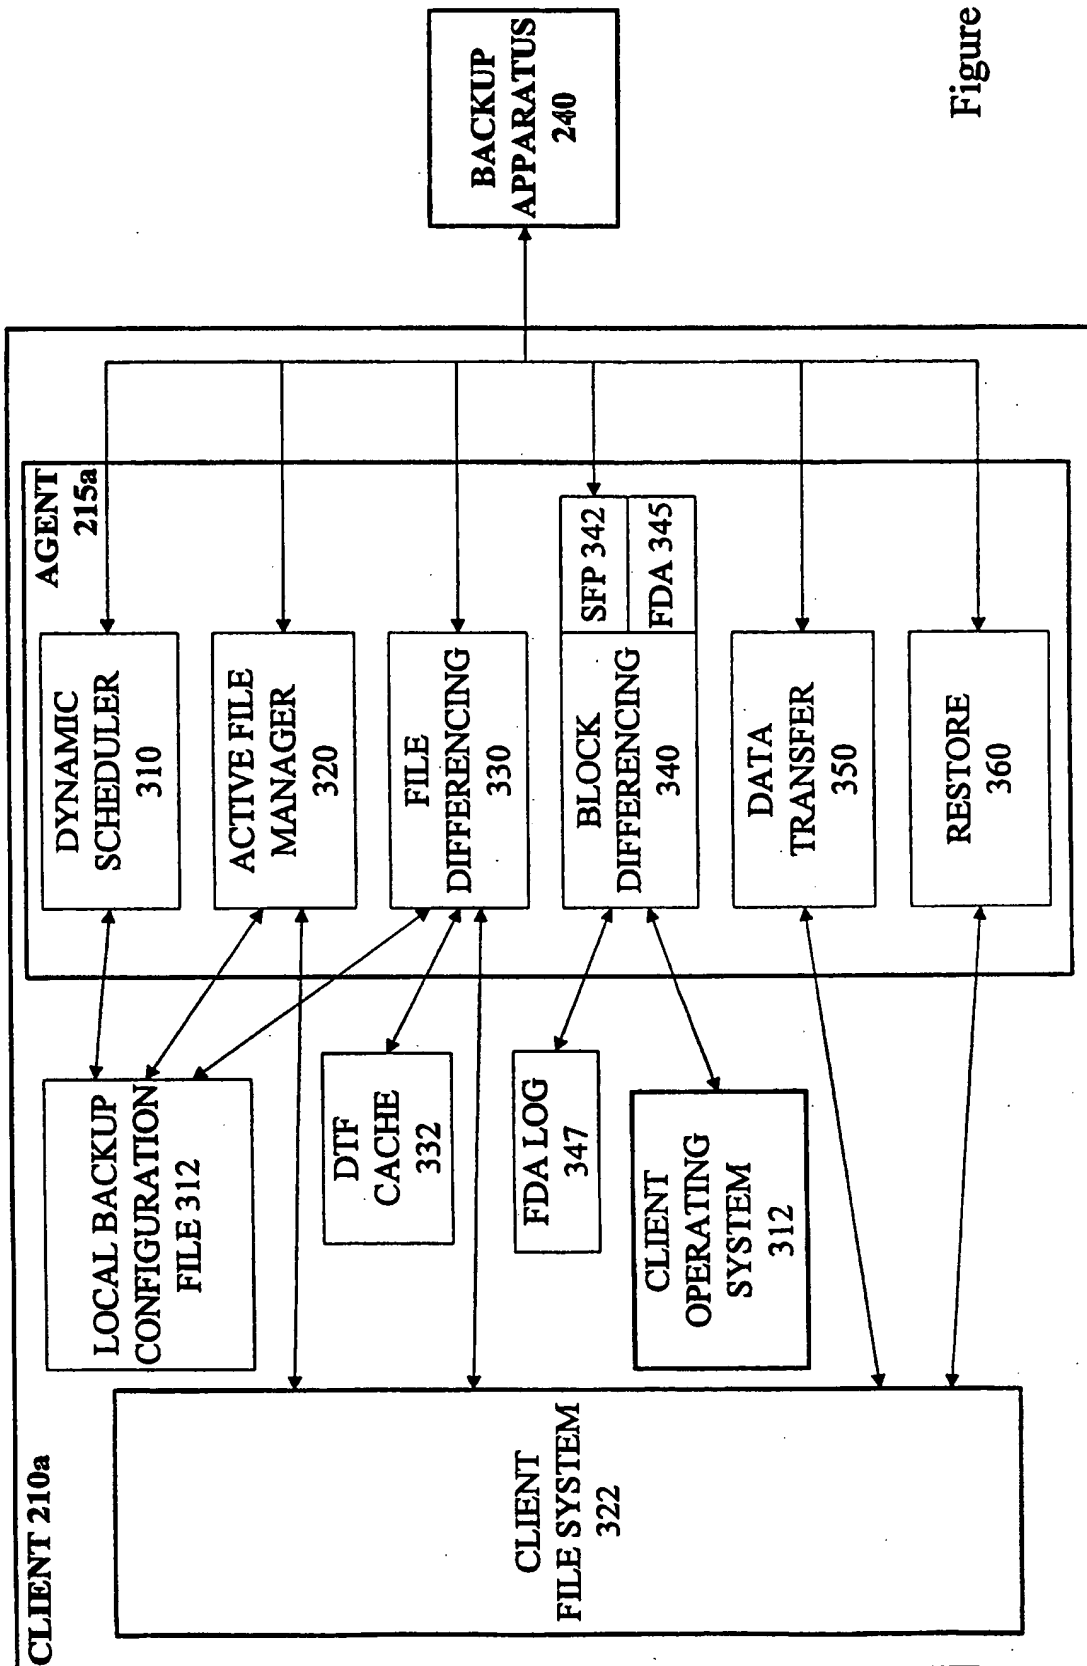 CLIENT 210a
AGENT
215a
DYNAMIC
SCHEDULER
310
ACTIVE FILE
MANAGER
320
FILE
DIFFERENCING
330
BLOCK
DIFFERENCING
340
SFP 342
FDA 345
DATA
TRANSFER
350
RESTORE
360
LOCAL BACKUP
CONFIGURATION
FILE 312
DTF
CACHE
332
FDA LOG
347
CLIENT
OPERATING
SYSTEM
312
CLIENT
FILE SYSTEM
322
BACKUP
APPARATUS
240
Figure